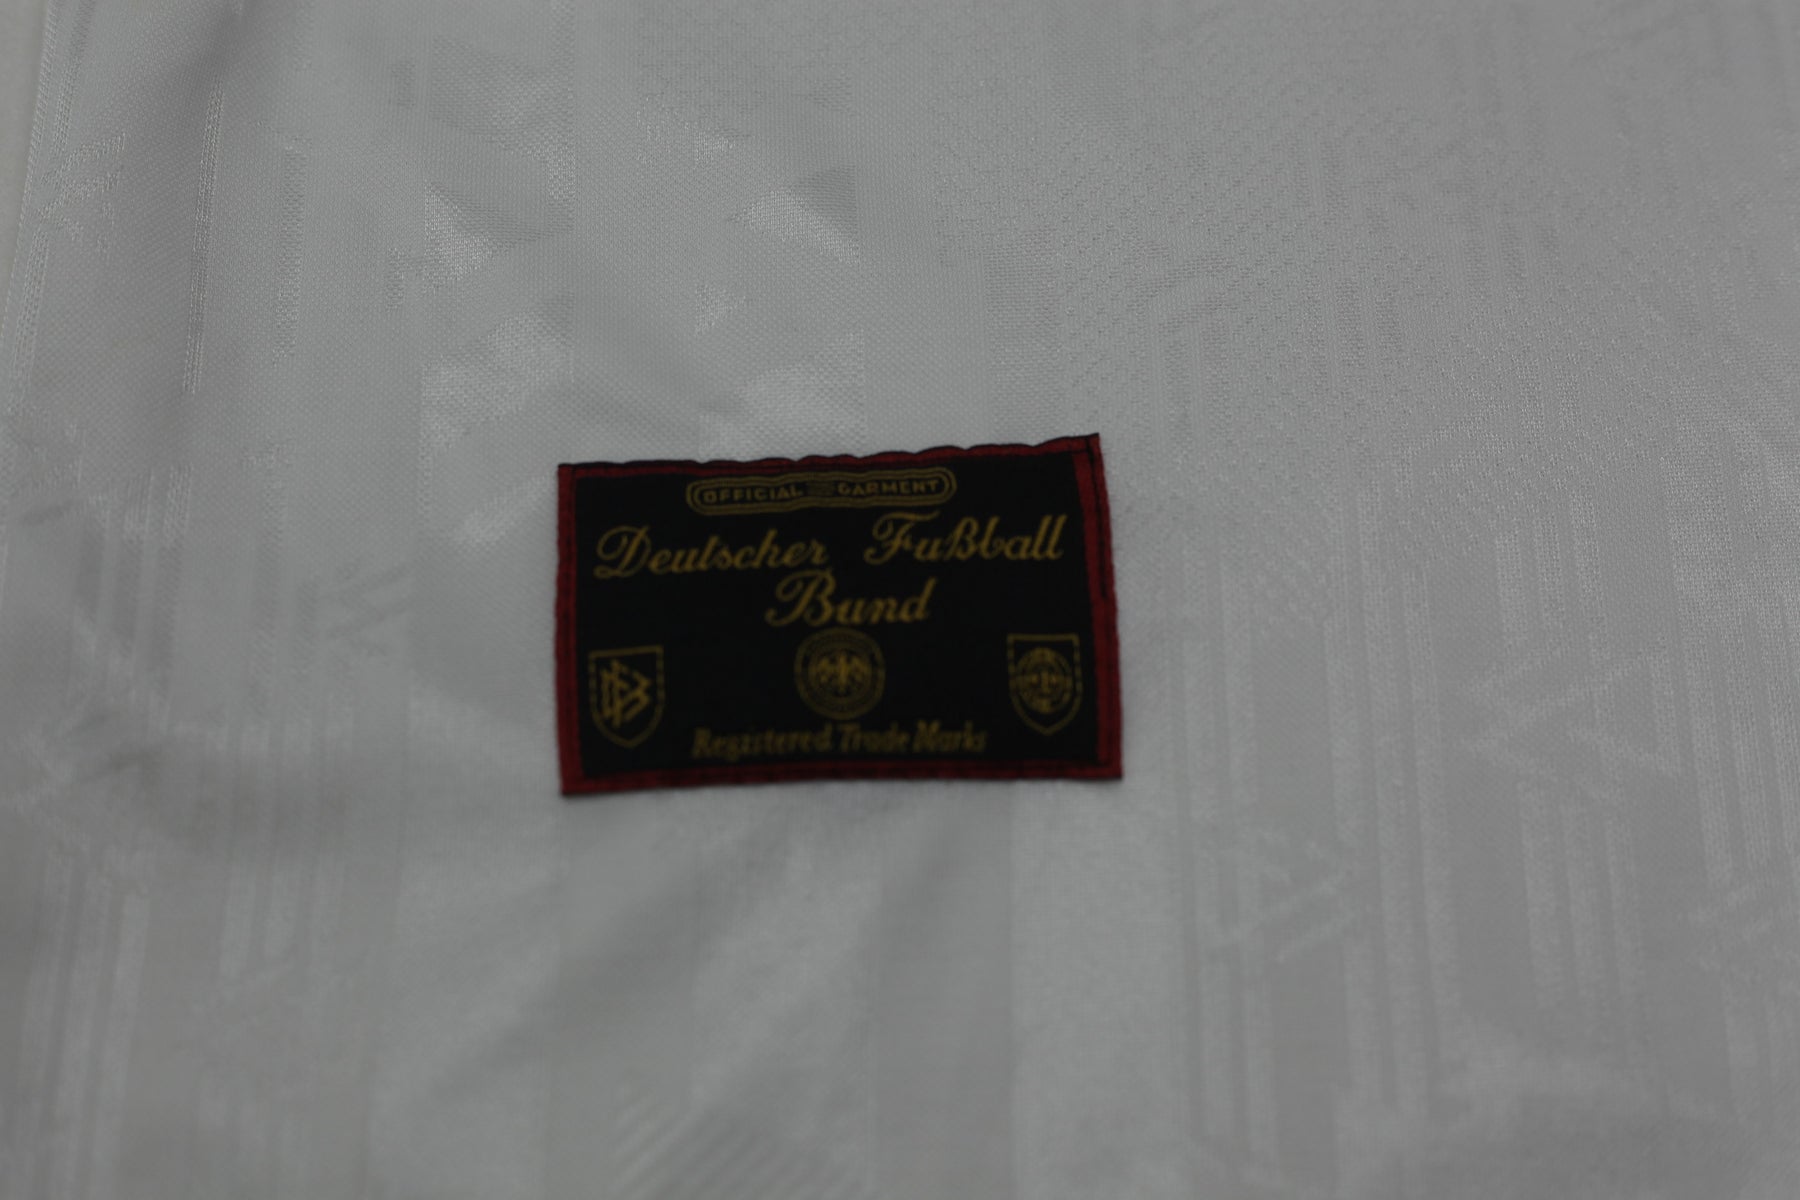 OFFICIAL GARMENT
Deutscher Fußball
Bund
Registered Trade Marks